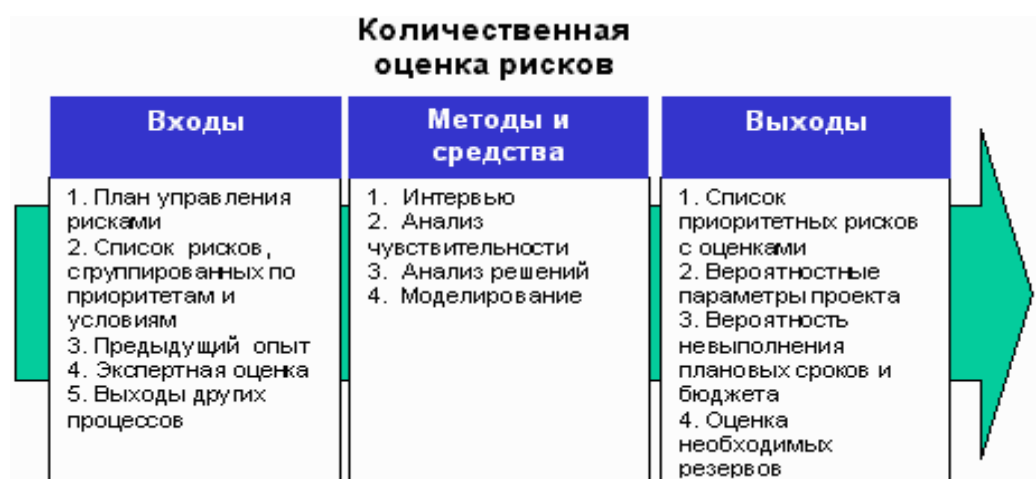 Количественная
оценка рисков
Входы
1. План управления
рисками
2. Список рисков,
сгруппированных по
приоритетам и
условиям
3. Предыдущий опыт
4. Экспертная оценка
5. Выходы других
процессов
Методы и
средства
1. Интервью
2. Анализ
чувствительности
3. Анализ решений
4. Моделирование
Выходы
1. Список
приоритетных рисков
с оценками
2. Вероятностные
параметры проекта
3. Вероятность
невыполнения
плановых сроков и
бюджета
4. Оценка
необходимых
резервов